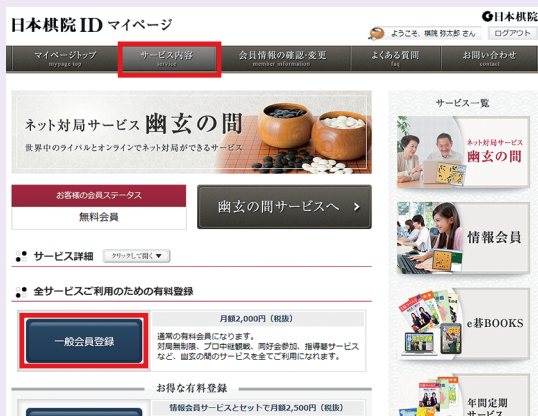 日本棋院
日本棋院ID マイページ
ようこそ、棋院 弥太郎 さん
ログアウト
マイページトップ
mypage top
サービス内容
service
会員情報の確認・変更
member information
よくある質問
faq
お問い合わせ
contact
ネット対局サービス 幽玄の間
世界中のライバルとオンラインでネット対局ができるサービス
お客様の会員ステータス
無料会員
幽玄の間サービスへ
サービス詳細
クリックして開く▼
全サービスご利用のための有料登録
一般会員登録
月額2,000円（税抜）
通常の有料会員になります。
対局無制限、プロ中継観戦、同好会参加、指導碁サービス
など、幽玄の間のサービスを全てご利用になれます。
お得な有料登録
情報会員サービスとセットで月額2,500円（税抜）
サービス一覧
ネット対局サービス
幽玄の間
情報会員
e碁BOOKS
年間定期
サービス